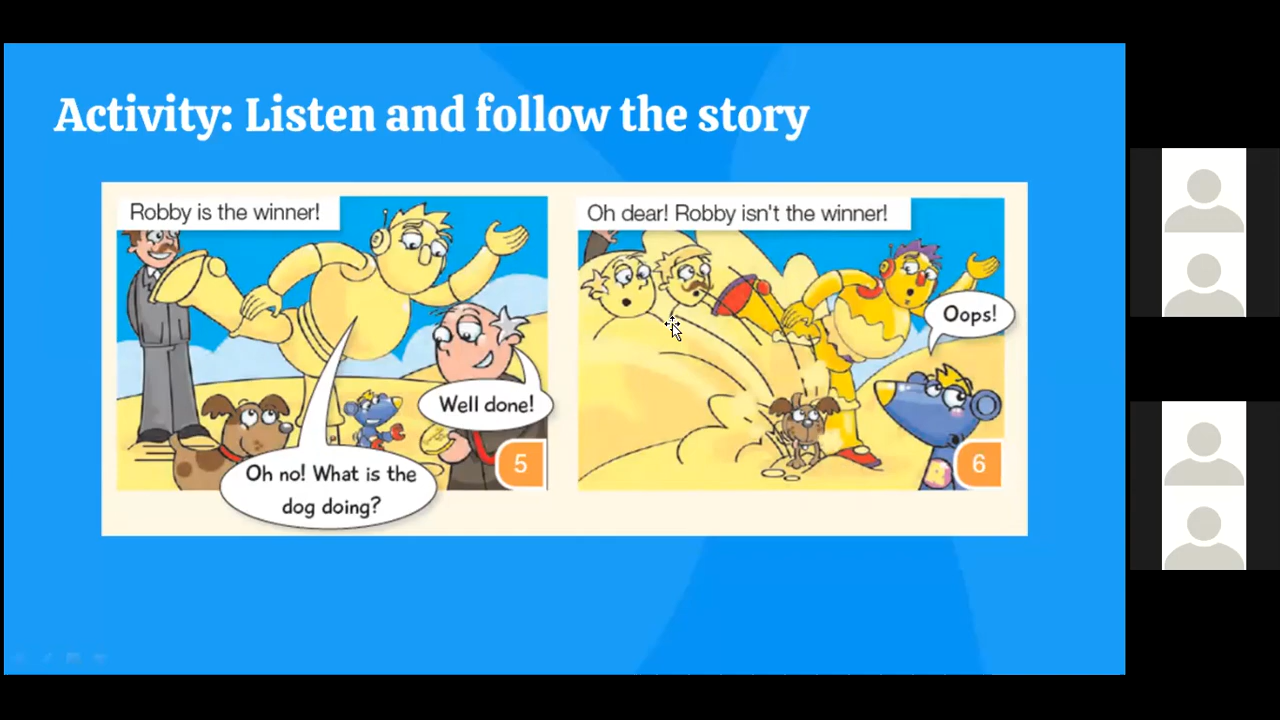 Activity: Listen and follow the story
Robby is the winner!
Well done!
Oh no! What is the
dog doing?
5
Oh dear! Robby isn't the winner!
Oops!
6